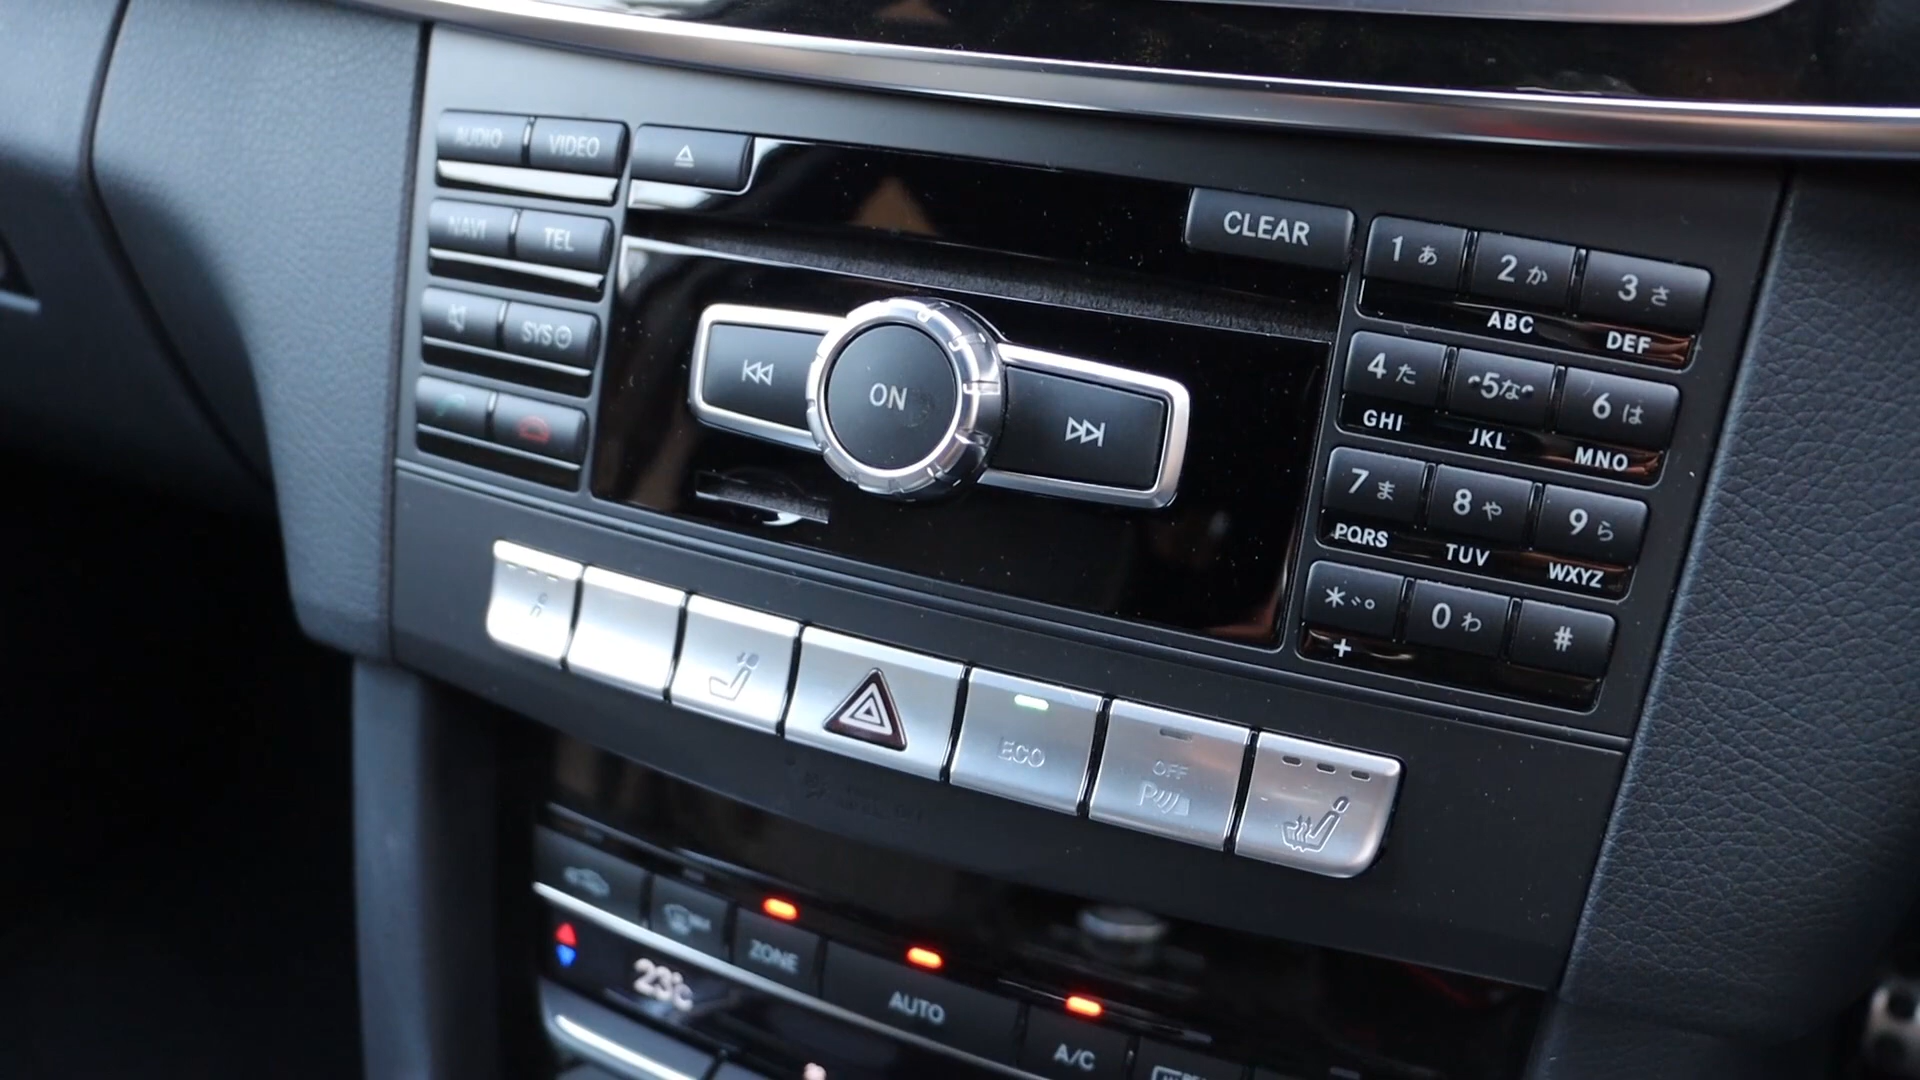 AUDIO VIDEO
NAVI TEL
SYS
ON
CLEAR
1 あ 2 か 3 さ
ABC DEF
4 た 5 な 6 は
GHI JKL MNO
7 ま 8 や 9 ら
PQRS TUV WXYZ
* ゛゜ 0 わ #
+
ECO
OFF
P
ZONE
23°C
AUTO
A/C